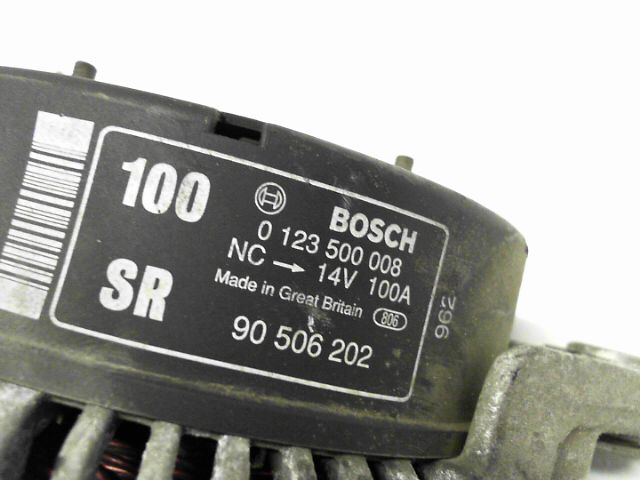 100
BOSCH
0 123 500 008
NC → 14V 100A
Made in Great Britain 806
SR
90 506 202
962